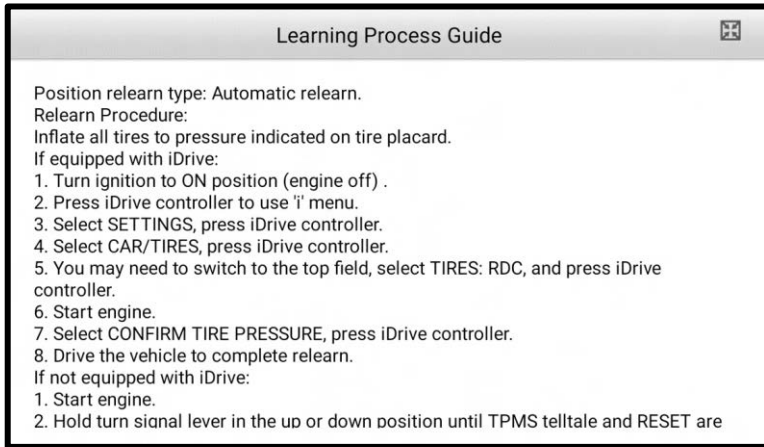 Learning Process Guide
Position relearn type: Automatic relearn.
Relearn Procedure:
Inflate all tires to pressure indicated on tire placard.
If equipped with iDrive:
1. Turn ignition to ON position (engine off) .
2. Press iDrive controller to use 'i' menu.
3. Select SETTINGS, press iDrive controller.
4. Select CAR/TIRES, press iDrive controller.
5. You may need to switch to the top field, select TIRES: RDC, and press iDrive
controller.
6. Start engine.
7. Select CONFIRM TIRE PRESSURE, press iDrive controller.
8. Drive the vehicle to complete relearn.
If not equipped with iDrive:
1. Start engine.
2. Hold turn signal lever in the up or down position until TPMS telltale and RESET are